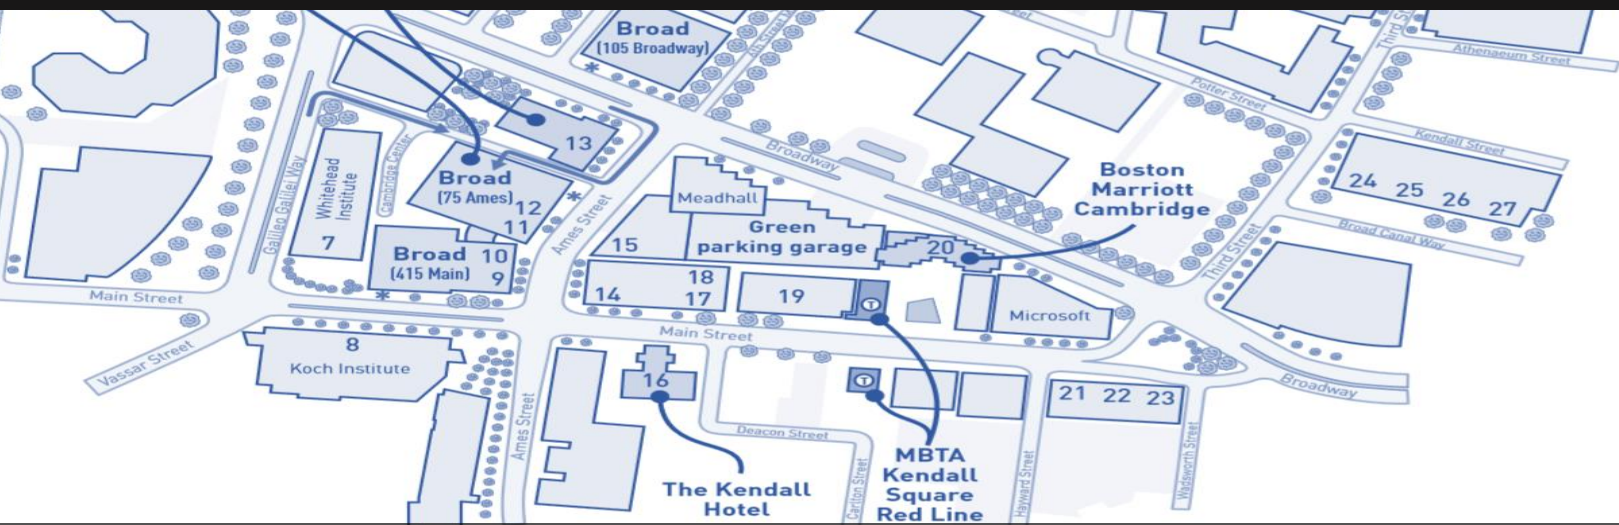 Broad
(105 Broadway)
Third St
Athenaeum Street
Potter Street
Kendall Street
13
Broadway
Galileo Galilei Way
Whitehead
Institute
7
Cambridge Center
Broad
(75 Ames)
12
11
Ames Street
Meadhall
Boston
Marriott
Cambridge
24 25 26 27
Broad Canal Way
Third Street
Green
parking garage
15
20
Broad
(415 Main)
10
9
18
14
17
19
T
Microsoft
Main Street
Main Street
Vassar Street
8
Koch Institute
16
T
21 22 23
Broadway
Ames Street
Deacon Street
Carlton Street
Hayward Street
Wadsworth Street
The Kendall
Hotel
MBTA
Kendall
Square
Red Line